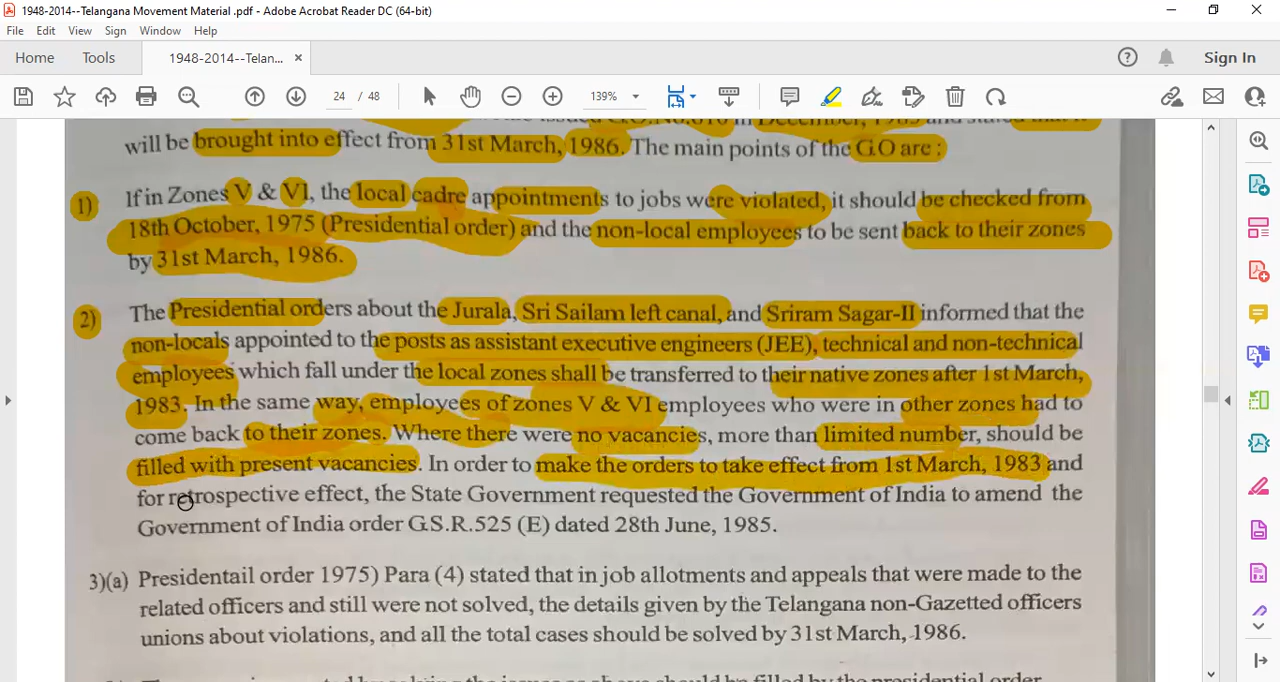 1948-2014--Telangana Movement Material .pdf - Adobe Acrobat Reader DC (64-bit)
File Edit View Sign Window Help
Home Tools 1948-2014--Telan... × Sign In
24 / 48 139%
will be brought into effect from 31st March, 1986. The main points of the GO are :
1) If in Zones V & VI, the local cadre appointments to jobs were violated, it should be checked from
18th October, 1975 (Presidential order) and the non-local employees to be sent back to their zones
by 31st March, 1986.
2) The Presidential orders about the Jurala, Sri Sailam left canal, and Sriram Sagar-II informed that the
non-locals appointed to the posts as assistant executive engineers (JEE), technical and non-technical
employees which fall under the local zones shall be transferred to their native zones after 1st March,
1983. In the same way, employees of zones V & VI employees who were in other zones had to
come back to their zones. Where there were no vacancies, more than limited number, should be
filled with present vacancies. In order to make the orders to take effect from 1st March, 1983 and
for retrospective effect, the State Government requested the Government of India to amend the
Government of India order G.S.R.525 (E) dated 28th June, 1985.
3)(a) Presidentail order 1975) Para (4) stated that in job allotments and appeals that were made to the
related officers and still were not solved, the details given by the Telangana non-Gazetted officers
unions about violations, and all the total cases should be solved by 31st March, 1986.